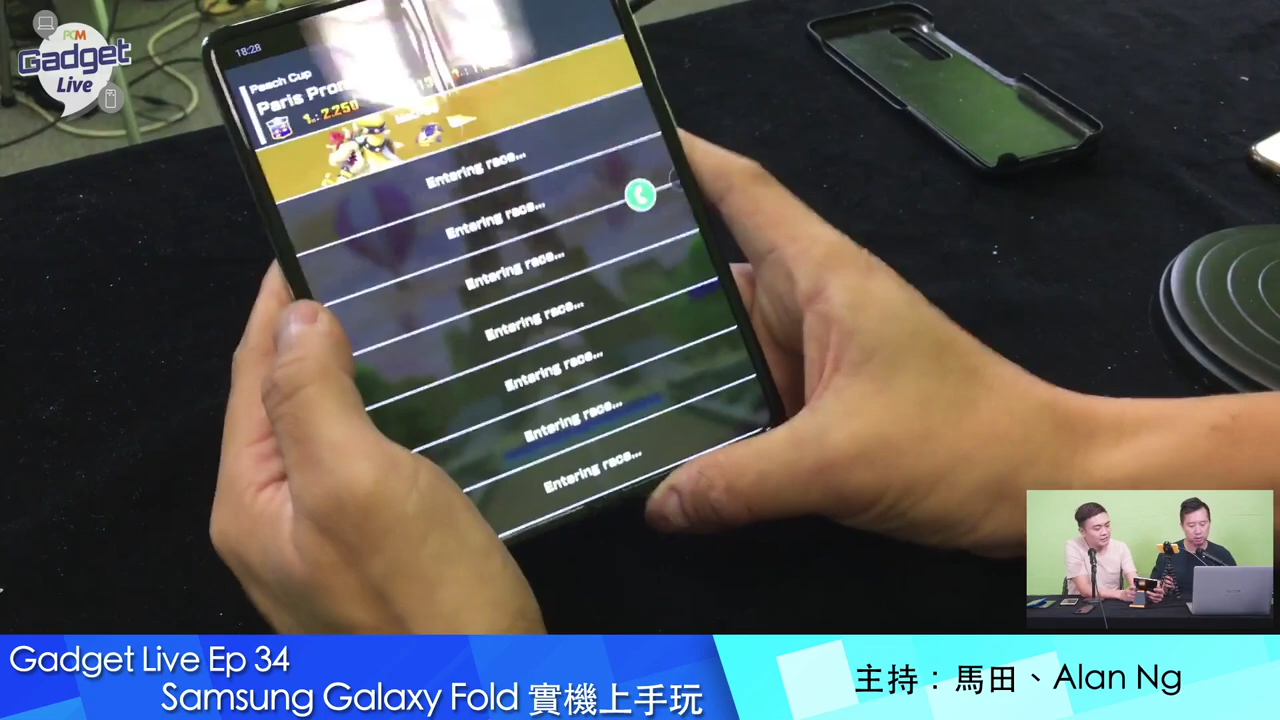 PCM
Gadget
Live
18:28
Peach Cup
Paris Prom
1st: 2,250
Entering race...
Entering race...
Entering race...
Entering race...
Entering race...
Entering race...
Entering race...
Gadget Live Ep 34
Samsung Galaxy Fold 實機上手玩
主持：馬田、Alan Ng